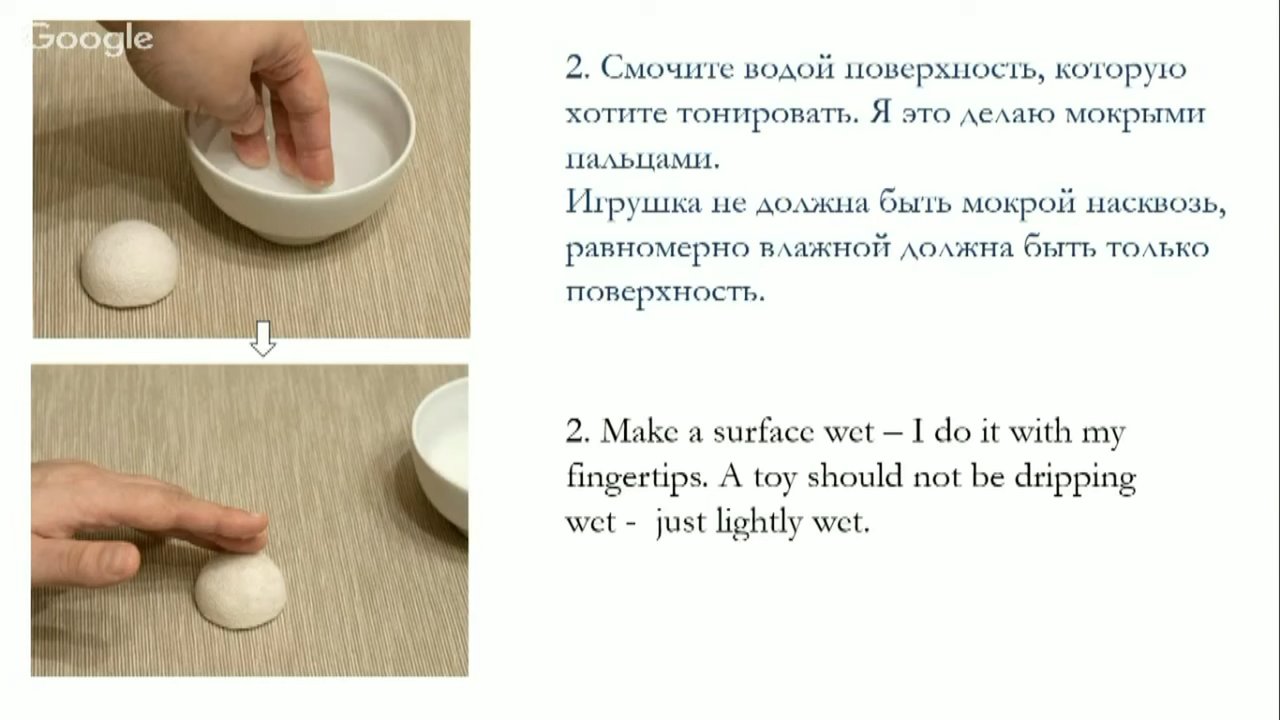 Google
2. Смочите водой поверхность, которую
хотите тонировать. Я это делаю мокрыми
пальцами.
Игрушка не должна быть мокрой насквозь,
равномерно влажной должна быть только
поверхность.
2. Make a surface wet – I do it with my
fingertips. A toy should not be dripping
wet -  just lightly wet.